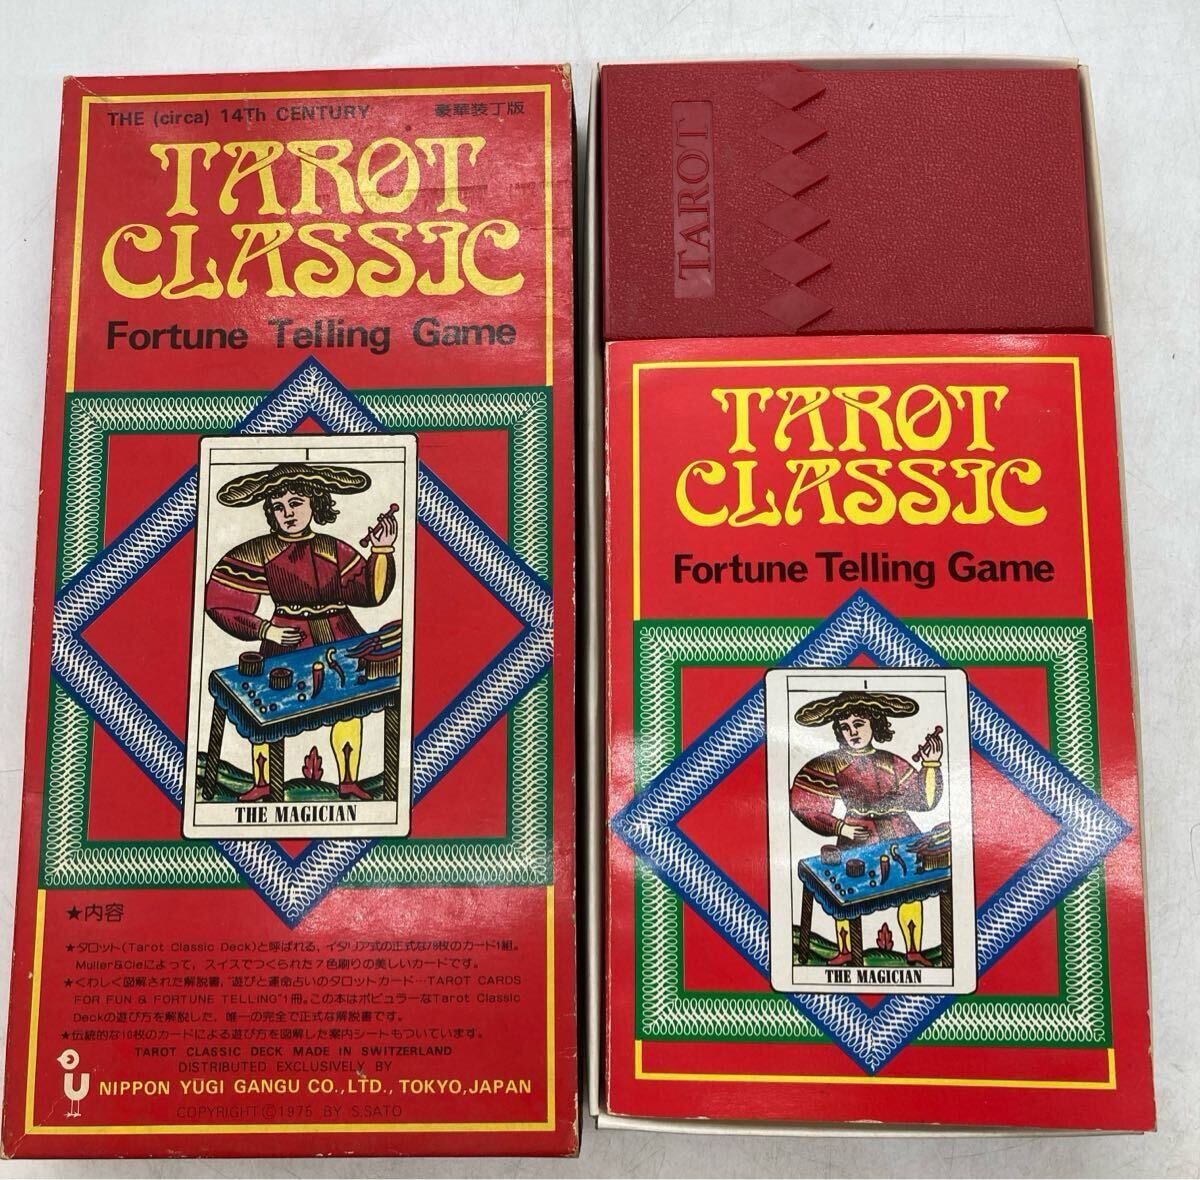 THE (circa) 14Th CENTURY
豪華装丁版
TAROT
CLASSIC
Fortune Telling Game
I
THE MAGICIAN
★内容
★タロット(Tarot Classic Deck)と呼ばれる、イタリア式の正式な78枚のカード1組。
Muller&Cieによって、スイスでつくられた7色刷りの美しいカードです。
★くわしく図解された解説書、"遊びと運命占いのタロットカード…TAROT CARDS
FOR FUN & FORTUNE TELLING"1冊。この本はポピュラーなTarot Classic
Deckの遊び方を解説した、唯一の完全で正式な解説書です。
★伝統的な10枚のカードによる遊び方を図解した案内シートもついています。
TAROT CLASSIC DECK MADE IN SWITZERLAND
DISTRIBUTED EXCLUSIVELY BY
NIPPON YŪGI GANGU CO.,LTD., TOKYO,JAPAN
COPYRIGHT©1975 BY S.SATO
TAROT
TAROT
CLASSIC
Fortune Telling Game
I
THE MAGICIAN